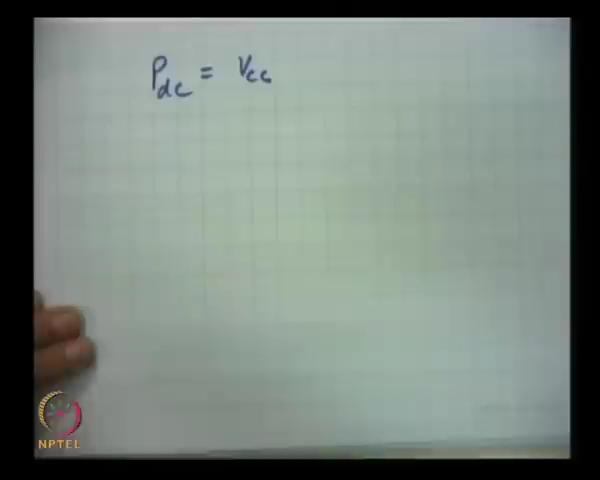 P_dc = V_cc
NPTEL